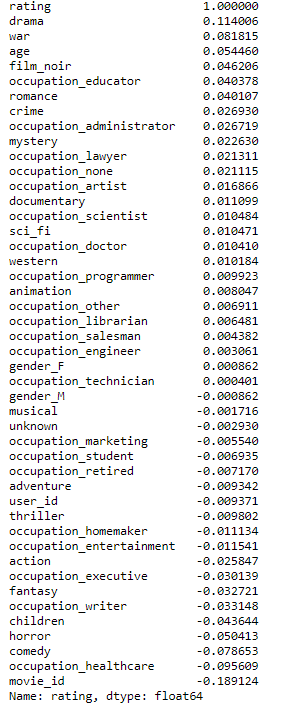 rating 1.000000
drama 0.114006
war 0.081815
age 0.054460
film_noir 0.046206
occupation_educator 0.040378
romance 0.040107
crime 0.026930
occupation_administrator 0.026719
mystery 0.022630
occupation_lawyer 0.021311
occupation_none 0.021115
occupation_artist 0.016866
documentary 0.011099
occupation_scientist 0.010484
sci_fi 0.010471
occupation_doctor 0.010410
western 0.010184
occupation_programmer 0.009923
animation 0.008047
occupation_other 0.006911
occupation_librarian 0.006481
occupation_salesman 0.004382
occupation_engineer 0.003061
gender_F 0.000862
occupation_technician 0.000401
gender_M -0.000862
musical -0.001716
unknown -0.002930
occupation_marketing -0.005540
occupation_student -0.006935
occupation_retired -0.007170
adventure -0.009342
user_id -0.009371
thriller -0.009802
occupation_homemaker -0.011134
occupation_entertainment -0.011541
action -0.025847
occupation_executive -0.030139
fantasy -0.032721
occupation_writer -0.033148
children -0.043644
horror -0.050413
comedy -0.078653
occupation_healthcare -0.095609
movie_id -0.189124
Name: rating, dtype: float64